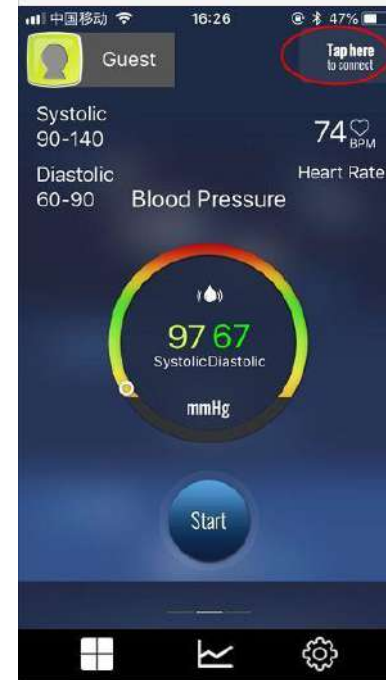 中国移动 16:26 47%
Guest
Tap here
to connect
Systolic
90-140
74 BPM
Diastolic
60-90
Heart Rate
Blood Pressure
97 67
SystolicDiastolic
mmHg
Start